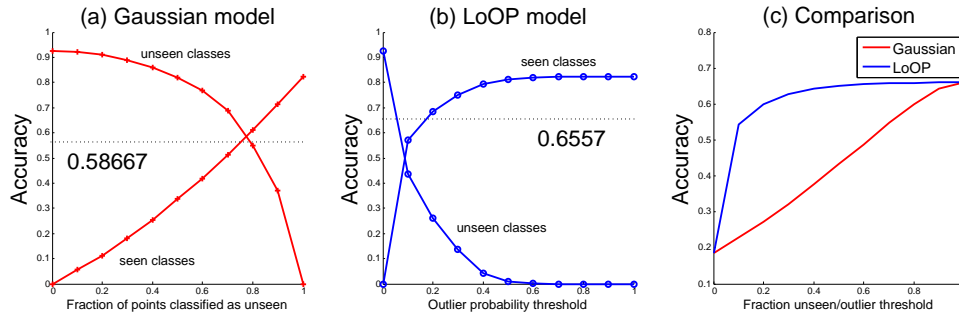 (a) Gaussian model
Accuracy
1
0.9
0.8
0.7
0.6
0.5
0.4
0.3
0.2
0.1
0
unseen classes
0.58667
seen classes
0 0.2 0.4 0.6 0.8 1
Fraction of points classified as unseen
(b) LoOP model
Accuracy
1
0.9
0.8
0.7
0.6
0.5
0.4
0.3
0.2
0.1
0
seen classes
0.6557
unseen classes
0 0.2 0.4 0.6 0.8 1
Outlier probability threshold
(c) Comparison
Accuracy
0.8
0.7
0.6
0.5
0.4
0.3
0.2
0.1
Gaussian
LoOP
0 0.2 0.4 0.6 0.8
Fraction unseen/outlier threshold